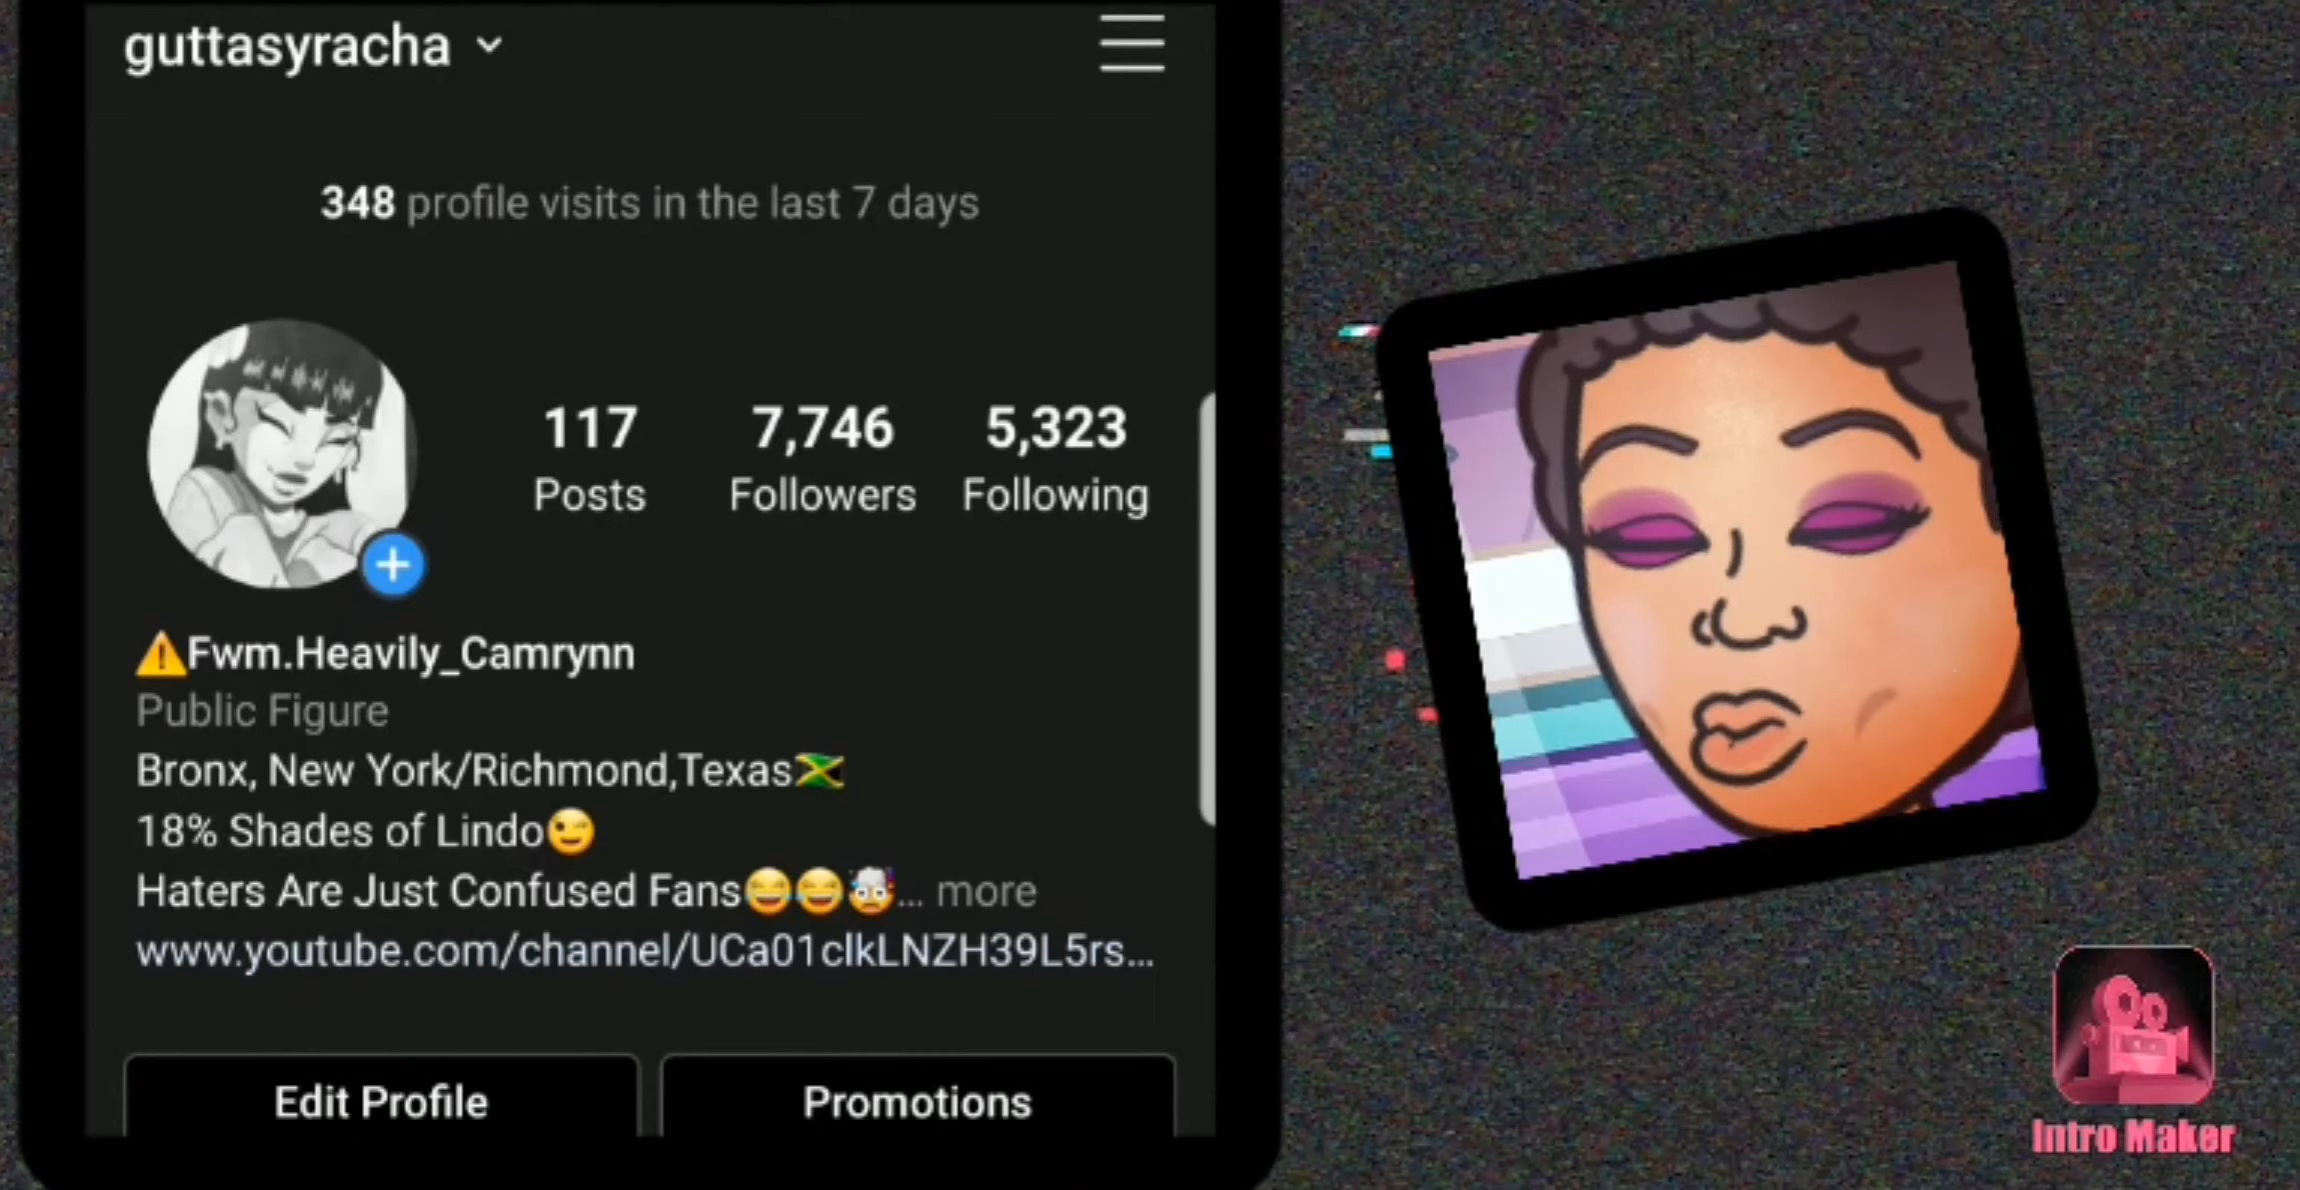 guttasyracha
348 profile visits in the last 7 days
117 7,746 5,323
Posts Followers Following
⚠️Fwm.Heavily_Camrynn
Public Figure
Bronx, New York/Richmond,Texas🇯🇲
18% Shades of Lindo😉
Haters Are Just Confused Fans😂😂🤯... more
www.youtube.com/channel/UCa01clkLNZH39L5rs...
Edit Profile Promotions
Intro Maker